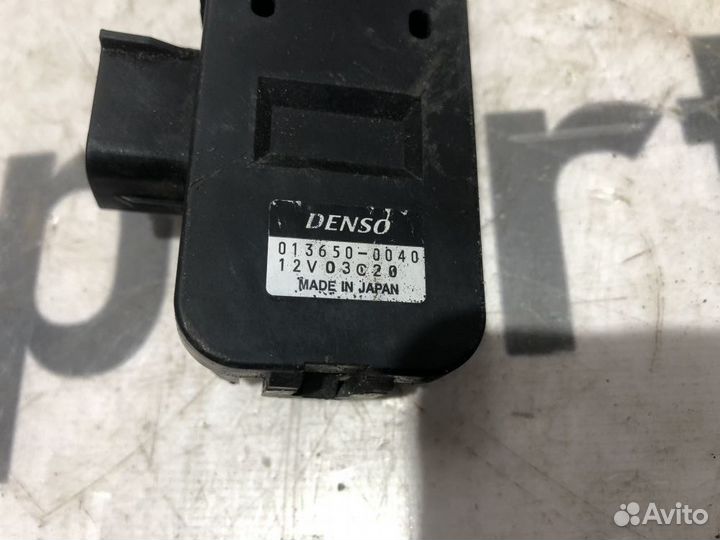 DENSO
013650-0040
12V03C20
MADE IN JAPAN
Avito